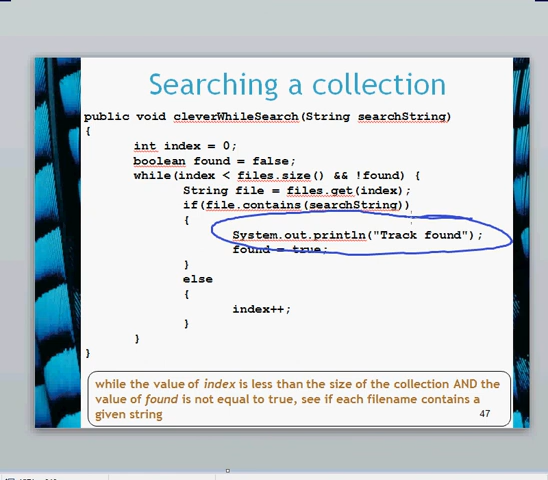 Searching a collection
public void cleverWhileSearch(String searchString)
{
int index = 0;
boolean found = false;
while(index < files.size() && !found) {
String file = files.get(index);
if(file.contains(searchString))
{
System.out.println("Track found");
found = true;
}
else
{
index++;
}
}
}
while the value of index is less than the size of the collection AND the
value of found is not equal to true, see if each filename contains a
given string
47